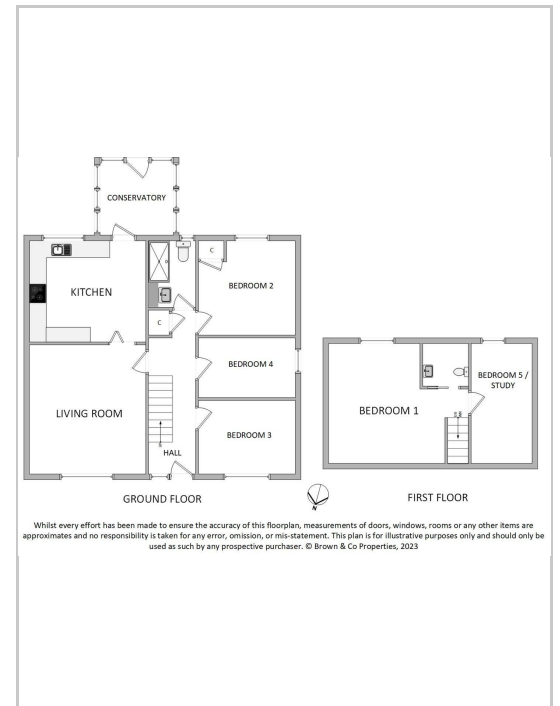 CONSERVATORY
C
KITCHEN
BEDROOM 2
C
BEDROOM 4
LIVING ROOM
BEDROOM 3
HALL
BEDROOM 5 /
STUDY
BEDROOM 1
GROUND FLOOR
N
FIRST FLOOR
Whilst every effort has been made to ensure the accuracy of this floorplan, measurements of doors, windows, rooms or any other items are
approximates and no responsibility is taken for any error, omission, or mis-statement. This plan is for illustrative purposes only and should only be
used as such by any prospective purchaser. © Brown & Co Properties, 2023